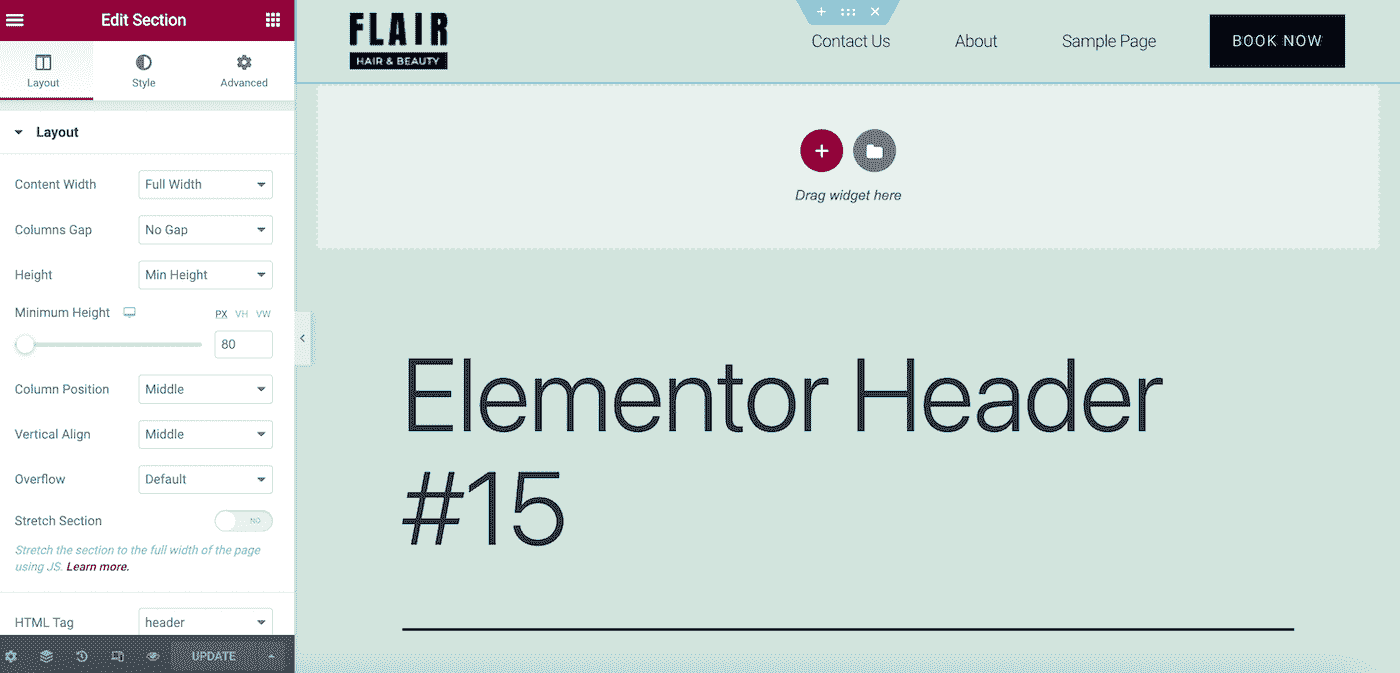 Edit Section
Layout
Style
Advanced
Layout
Content Width
Full Width
Columns Gap
No Gap
Height
Min Height
Minimum Height
PX VH VW
80
Column Position
Middle
Vertical Align
Middle
Overflow
Default
Stretch Section
NO
Stretch the section to the full width of the page
using JS. Learn more.
HTML Tag
header
UPDATE
FLAIR
HAIR & BEAUTY
Contact Us
About
Sample Page
BOOK NOW
Drag widget here
Elementor Header
#15